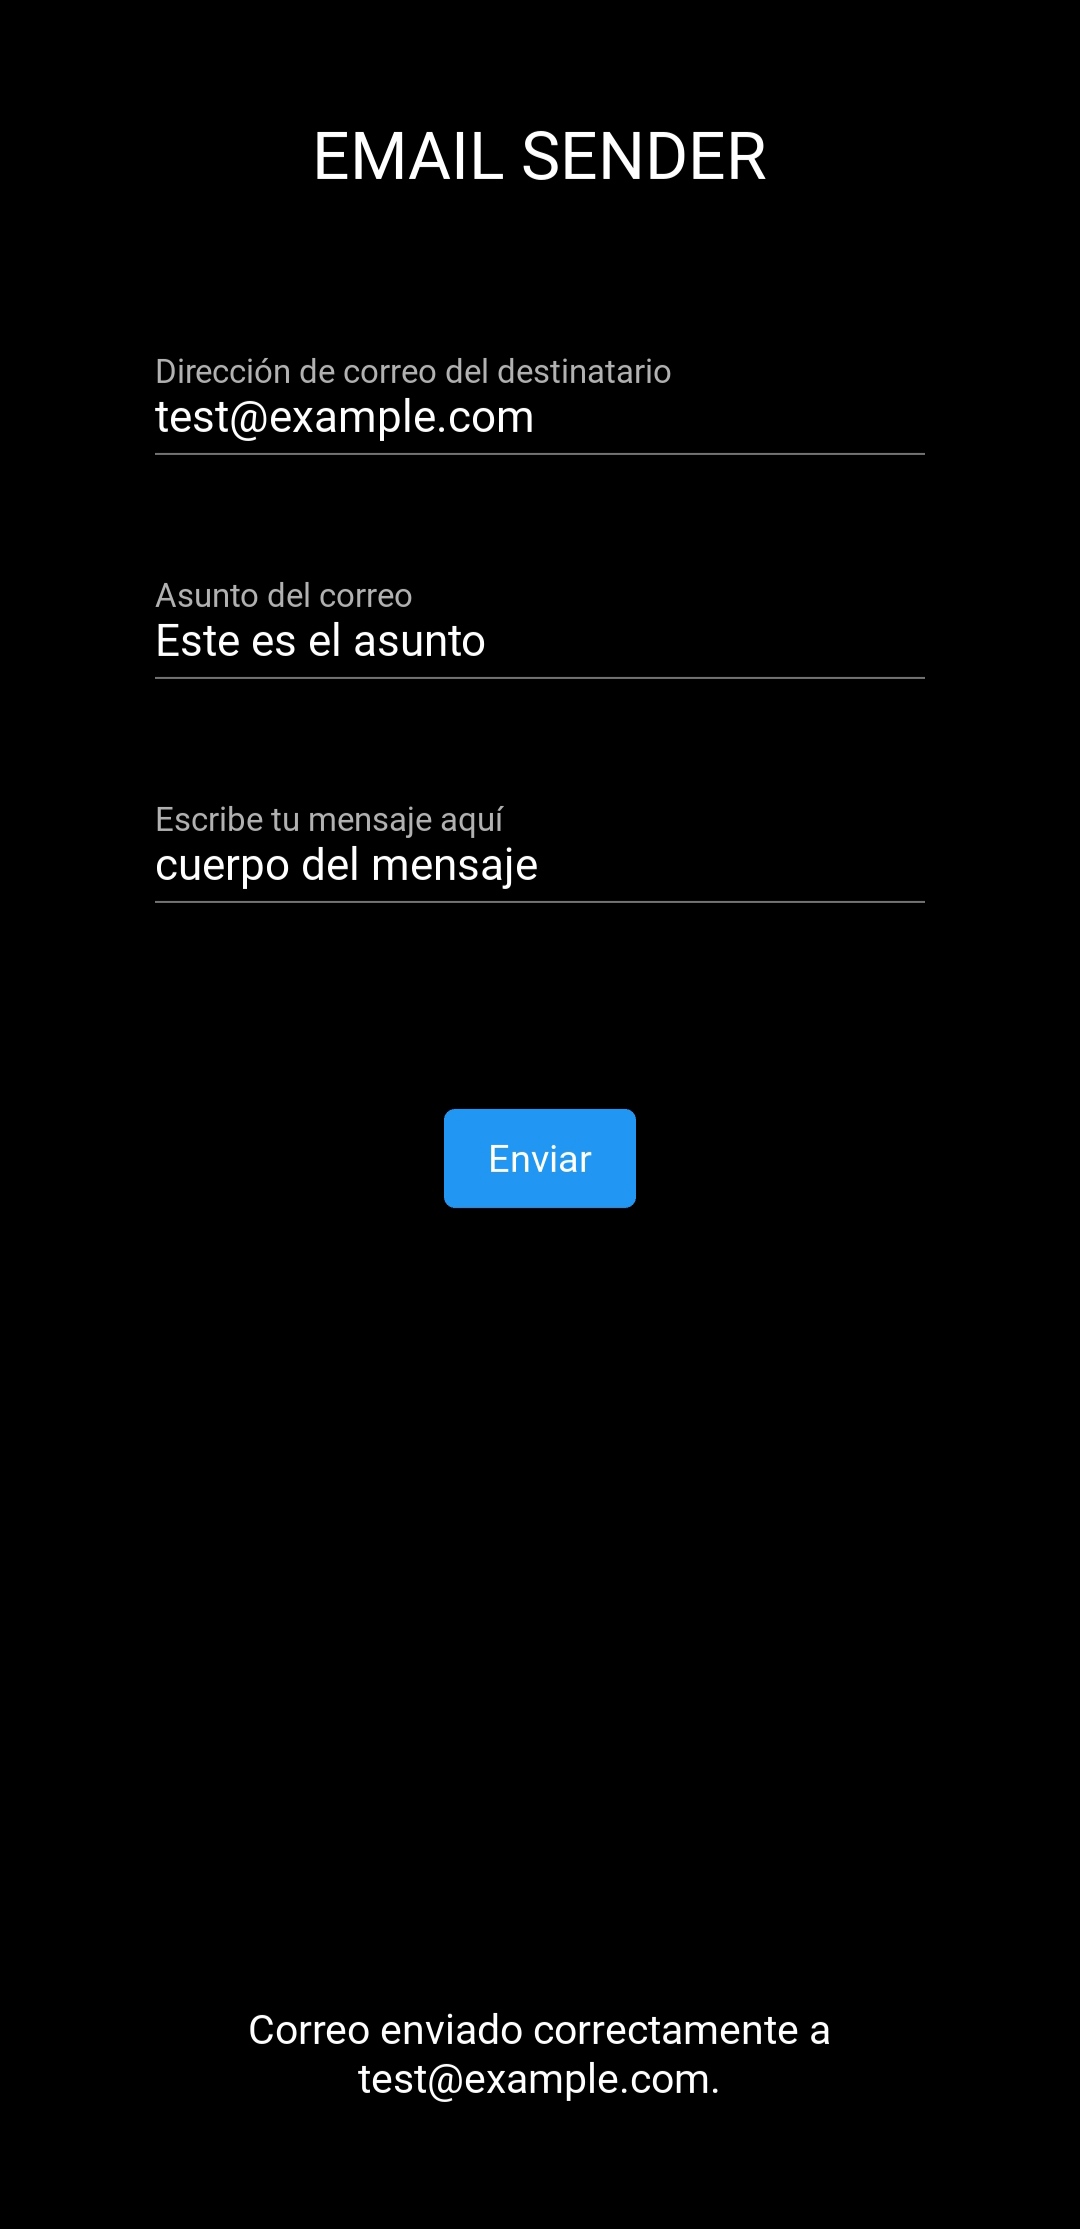 EMAIL SENDER
Dirección de correo del destinatario
test@example.com
Asunto del correo
Este es el asunto
Escribe tu mensaje aquí
cuerpo del mensaje
Enviar
Correo enviado correctamente a
test@example.com.